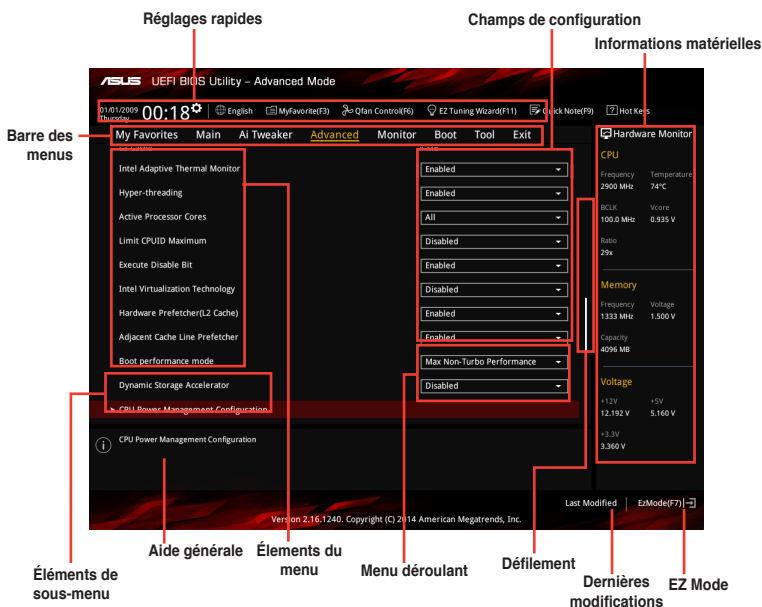 Réglages rapides
Champs de configuration
Informations matérielles
ASUS UEFI BIOS Utility – Advanced Mode
01/01/2009 Thursday 00:18 English MyFavorite(F3) Qfan Control(F6) EZ Tuning Wizard(F11) Quick Note(F9) Hot Keys
Barre des menus
My Favorites Main Ai Tweaker Advanced Monitor Boot Tool Exit
Hardware Monitor
CPU
Frequency Temperature
2900 MHz 74°C
BCLK Vcore
100.0 MHz 0.935 V
Ratio
29x
Memory
Frequency Voltage
1333 MHz 1.500 V
Capacity
4096 MB
Voltage
+12V +5V
12.192 V 5.160 V
+3.3V
3.360 V
Intel Adaptive Thermal Monitor Enabled
Hyper-threading Enabled
Active Processor Cores All
Limit CPUID Maximum Disabled
Execute Disable Bit Enabled
Intel Virtualization Technology Disabled
Hardware Prefetcher(L2 Cache) Enabled
Adjacent Cache Line Prefetcher Enabled
Boot performance mode Max Non-Turbo Performance
Dynamic Storage Accelerator Disabled
CPU Power Management Configuration
CPU Power Management Configuration
Last Modified EzMode(F7)
Version 2.16.1240. Copyright (C) 2014 American Megatrends, Inc.
Éléments de sous-menu
Aide générale
Élements du menu
Menu déroulant
Défilement
Dernières modifications
EZ Mode